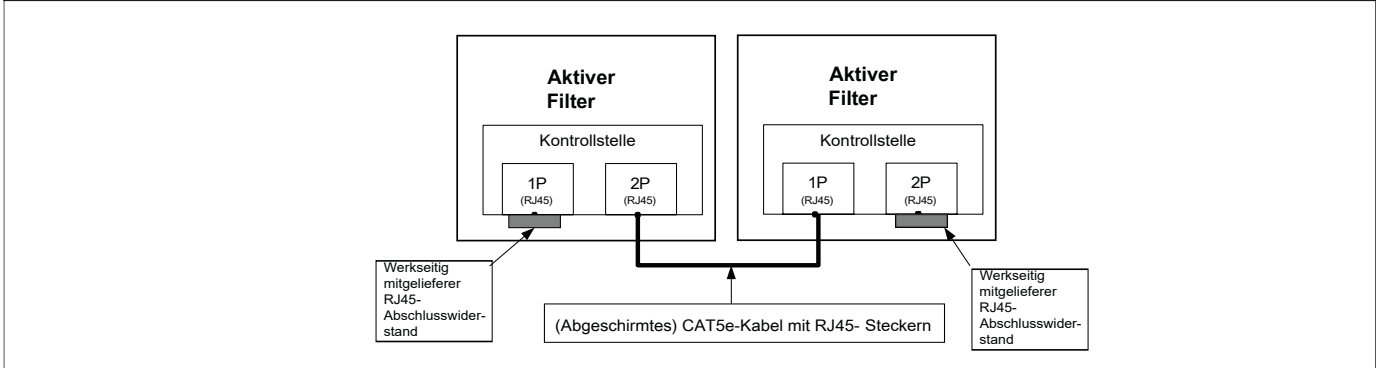 Aktiver
Filter
Kontrollstelle
1P
(RJ45)
2P
(RJ45)
Aktiver
Filter
Kontrollstelle
1P
(RJ45)
2P
(RJ45)
Werkseitig
mitgelieferer
RJ45-
Abschlusswider-
stand
(Abgeschirmtes) CAT5e-Kabel mit RJ45- Steckern
Werkseitig
mitgelieferer
RJ45-
Abschlusswider-
stand